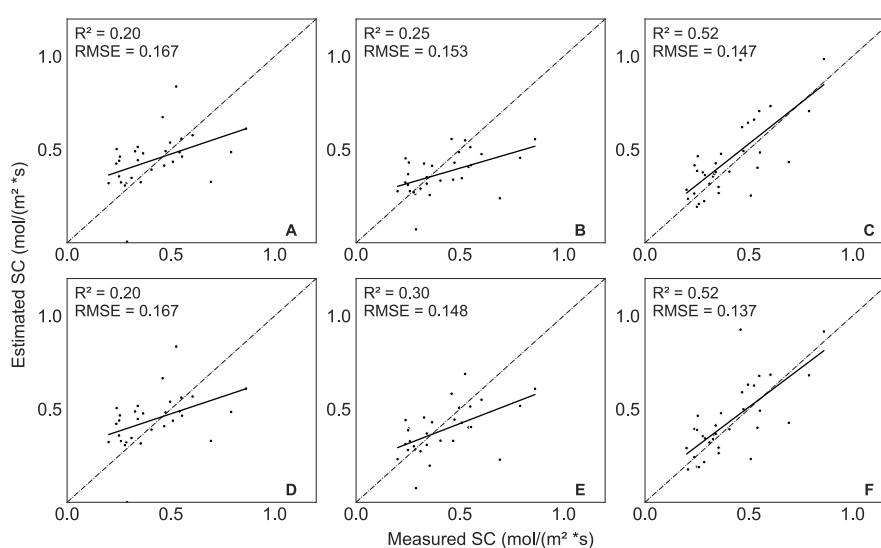 R² = 0.20
RMSE = 0.167
R² = 0.25
RMSE = 0.153
R² = 0.52
RMSE = 0.147
1.0
1.0
1.0
0.5
0.5
0.5
A
B
C
0.0
0.5
1.0
0.0
0.5
1.0
0.0
0.5
1.0
Estimated SC (mol/(m² *s)
R² = 0.20
RMSE = 0.167
R² = 0.30
RMSE = 0.148
R² = 0.52
RMSE = 0.137
1.0
1.0
1.0
0.5
0.5
0.5
D
E
F
0.0
0.5
1.0
0.0
0.5
1.0
0.0
0.5
1.0
Measured SC (mol/(m² *s)